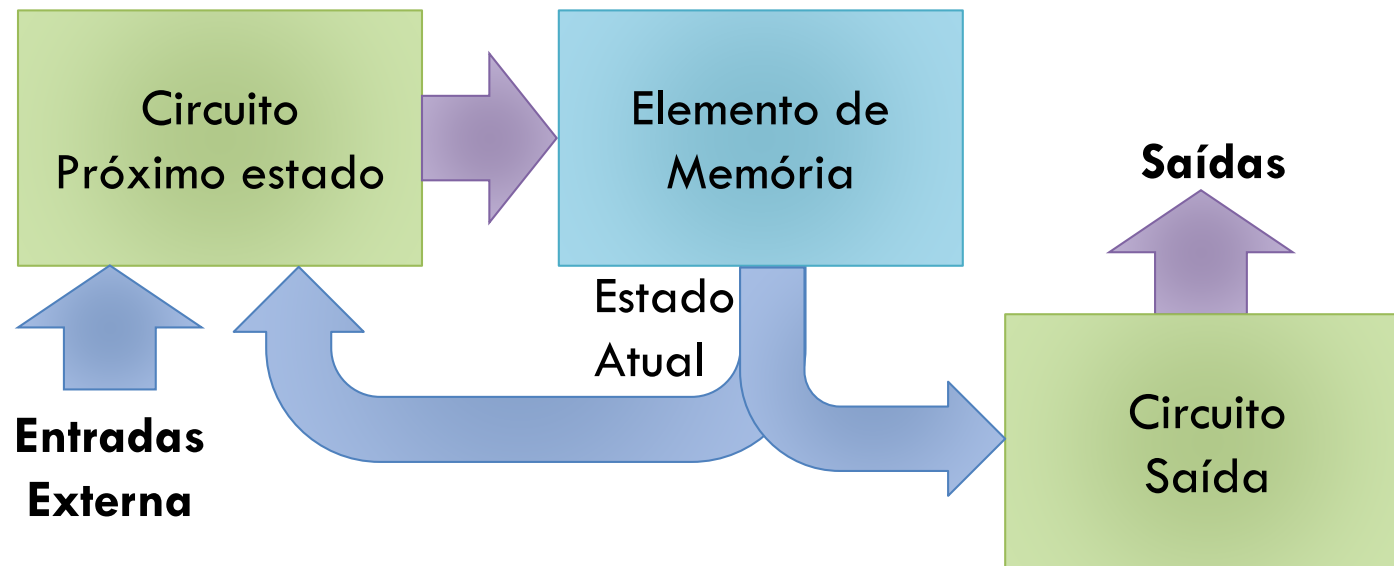 Circuito
Próximo estado
Elemento de
Memória
Saídas
Estado
Atual
Entradas
Externa
Circuito
Saída